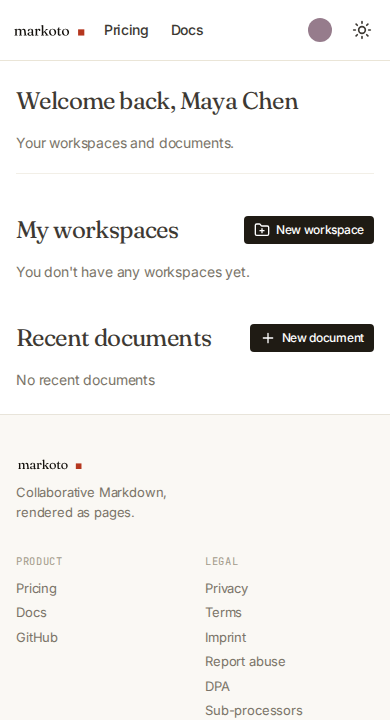 markoto
Pricing
Docs
Welcome back, Maya Chen
Your workspaces and documents.
My workspaces
New workspace
You don't have any workspaces yet.
Recent documents
New document
No recent documents
markoto
Collaborative Markdown,
rendered as pages.
PRODUCT
Pricing
Docs
GitHub
LEGAL
Privacy
Terms
Imprint
Report abuse
DPA
Sub-processors